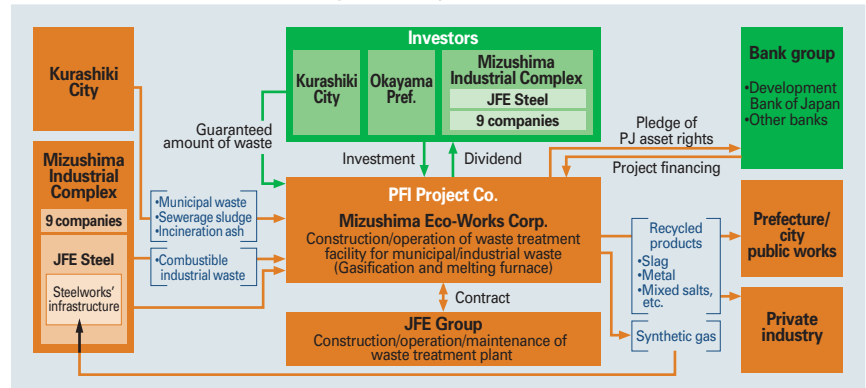 Kurashiki
City
Mizushima
Industrial
Complex
9 companies
JFE Steel
Steelworks'
infrastructure
Guaranteed
amount of waste
•Municipal waste
•Sewerage sludge
•Incineration ash
•Combustible
industrial waste
Investors
Kurashiki
City
Okayama
Pref.
Mizushima
Industrial Complex
JFE Steel
9 companies
Investment
Dividend
PFI Project Co.
Mizushima Eco-Works Corp.
Construction/operation of waste treatment
facility for municipal/industrial waste
(Gasification and melting furnace)
Contract
JFE Group
Construction/operation/maintenance of
waste treatment plant
Pledge of
PJ asset rights
Project financing
Bank group
•Development
Bank of Japan
•Other banks
Recycled
products
•Slag
•Metal
•Mixed salts,
etc.
Synthetic gas
Prefecture/
city
public works
Private
industry